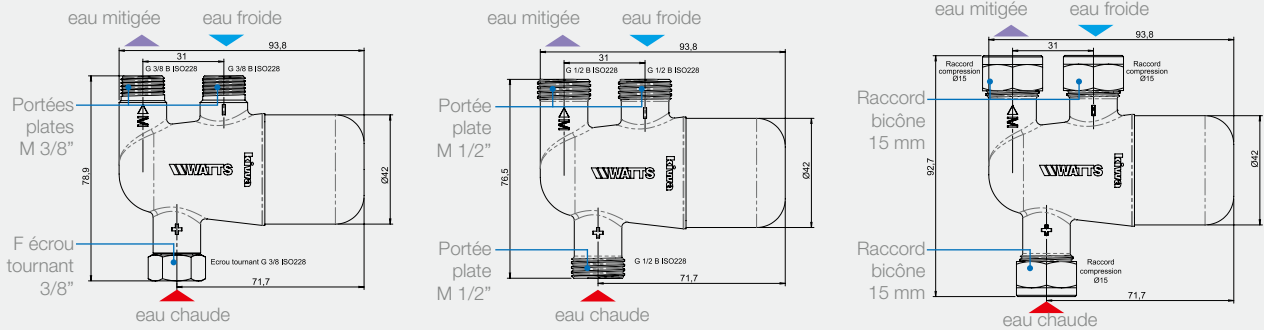 eau mitigée
eau froide
93,8
31
G 3/8 B ISO228
G 3/8 B ISO228
Portées
plates
M 3/8”
M
78,9
WATTS
kiwa
Ø42
F écrou
tournant
3/8”
Ecrou tournant G 3/8 ISO228
71,7
eau chaude
eau mitigée
eau froide
93,8
31
G 1/2 B ISO228
G 1/2 B ISO228
Portée
plate
M 1/2”
M
76,5
WATTS
kiwa
Ø42
Portée
plate
M 1/2”
G 1/2 B ISO228
71,7
eau chaude
eau mitigée
eau froide
93,8
31
Raccord
compression
Ø15
Raccord
compression
Ø15
Raccord
bicône
15 mm
M
92,7
WATTS
kiwa
Ø42
Raccord
bicône
15 mm
Raccord
compression
Ø15
71,7
eau chaude